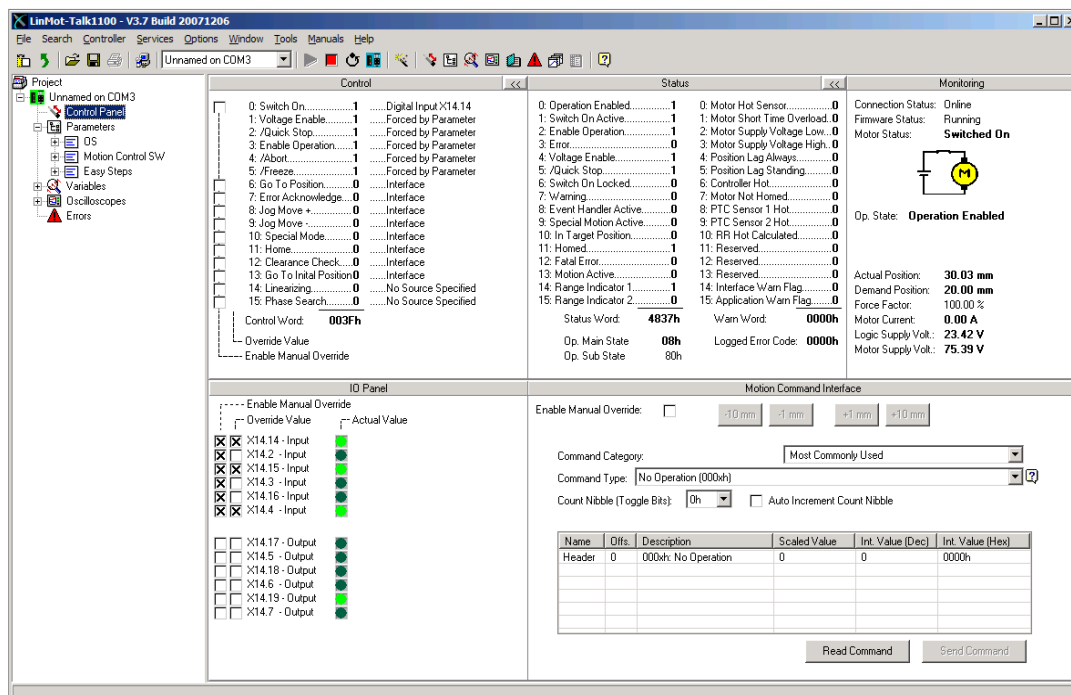 LinMot-Talk1100 - V3.7 Build 20071206
File Search Controller Services Options Window Tools Manuals Help
Unnamed on COM3
Project
Unnamed on COM3
Control Panel
Parameters
OS
Motion Control SW
Easy Steps
Variables
Oscilloscopes
Errors
Control <<
0: Switch On............1 ......Digital Input X14.14
1: Voltage Enable.....1 ......Forced by Parameter
2: /Quick Stop..........1 ......Forced by Parameter
3: Enable Operation...1 ......Forced by Parameter
4: /Abort..................1 ......Forced by Parameter
5: /Freeze................1 ......Forced by Parameter
6: Go To Position.......0 ......Interface
7: Error Acknowledge...0 ......Interface
8: Jog Move +...........0 ......Interface
9: Jog Move -............0 ......Interface
10: Special Mode........0 ......Interface
11: Home..................0 ......Interface
12: Clearance Check....0 ......Interface
13: Go To Inital Position0 ......Interface
14: Linearizing............0 ......No Source Specified
15: Phase Search........0 ......No Source Specified
Control Word: 003Fh
Override Value
Enable Manual Override
Status <<
0: Operation Enabled..........1
1: Switch On Active............1
2: Enable Operation............1
3: Error..............................0
4: Voltage Enable...............1
5: /Quick Stop....................1
6: Switch On Locked...........0
7: Warning.........................0
8: Event Handler Active.......0
9: Special Motion Active......0
10: In Target Position..........0
11: Homed.........................1
12: Fatal Error.....................0
13: Motion Active................0
14: Range Indicator 1..........1
15: Range Indicator 2..........0
Status Word: 4837h
Op. Main State 08h
Op. Sub State 80h
0: Motor Hot Sensor...........0
1: Motor Short Time Overload..0
2: Motor Supply Voltage Low...0
3: Motor Supply Voltage High..0
4: Position Lag Always.........0
5: Position Lag Standing.......0
6: Controller Hot..................0
7: Motor Not Homed............0
8: PTC Sensor 1 Hot............0
9: PTC Sensor 2 Hot............0
10: RR Hot Calculated..........0
11: Reserved......................0
12: Reserved......................0
13: Reserved......................0
14: Interface Warn Flag........0
15: Application Warn Flag......0
Warn Word: 0000h
Logged Error Code: 0000h
Monitoring
Connection Status: Online
Firmware Status: Running
Motor Status: Switched On
M
Op. State: Operation Enabled
Actual Position: 30.03 mm
Demand Position: 20.00 mm
Force Factor: 100.00 %
Motor Current: 0.00 A
Logic Supply Volt.: 23.42 V
Motor Supply Volt.: 75.39 V
IO Panel
Enable Manual Override
Override Value Actual Value
X14.14 - Input
X14.2 - Input
X14.15 - Input
X14.3 - Input
X14.16 - Input
X14.4 - Input
X14.17 - Output
X14.5 - Output
X14.18 - Output
X14.6 - Output
X14.19 - Output
X14.7 - Output
Motion Command Interface
Enable Manual Override: -10 mm -1 mm +1 mm +10 mm
Command Category: Most Commonly Used
Command Type: No Operation (000xh)
Count Nibble (Toggle Bits): 0h Auto Increment Count Nibble
Name Offs. Description Scaled Value Int. Value (Dec) Int. Value (Hex)
Header 0 000xh: No Operation 0 0 0000h
Read Command Send Command